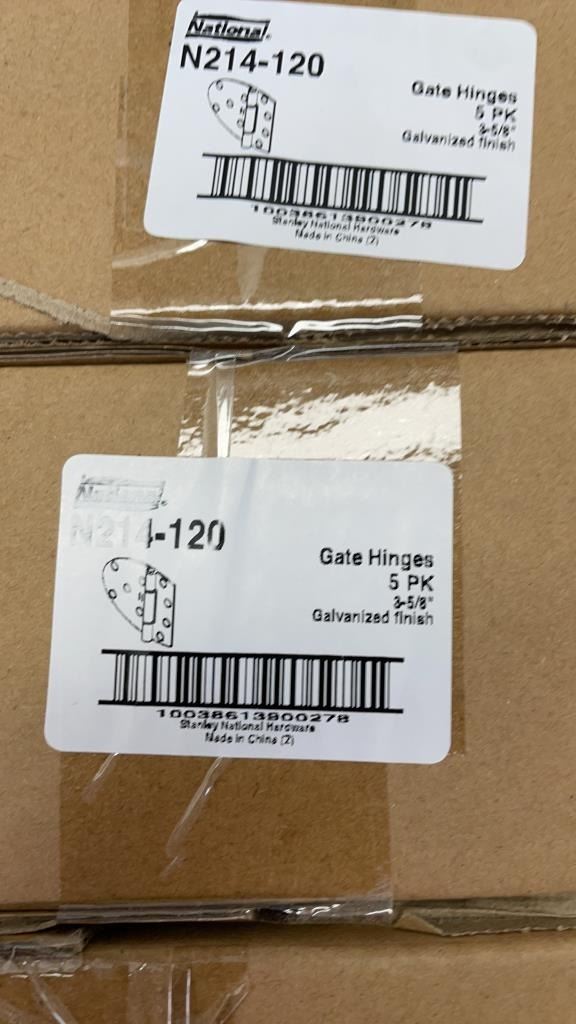 National
N214-120
Gate Hinges
5 PK
3-5/8"
Galvanized finish
10038613800278
Stanley National Hardware
Made in China (2)
National
N214-120
Gate Hinges
5 PK
3-5/8"
Galvanized finish
10038613800278
Stanley National Hardware
Made in China (2)